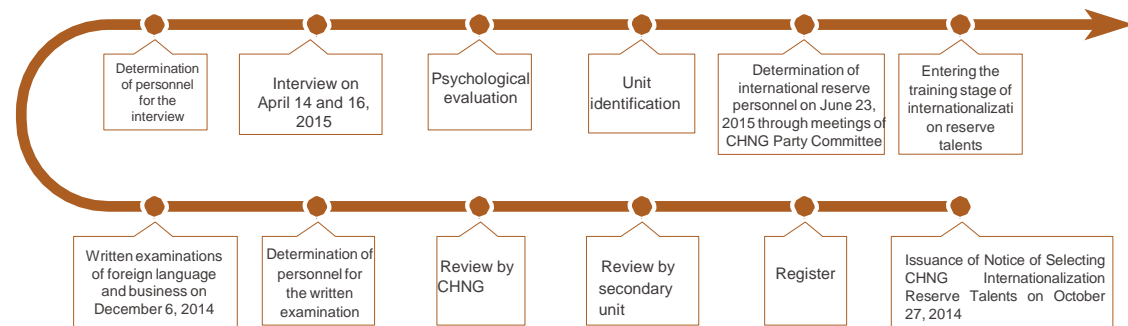 Determination
of personnel
for the
interview
Interview on
April 14 and 16,
2015
Psychological
evaluation
Unit
identification
Determination of
international reserve
personnel on June 23,
2015 through meetings of
CHNG Party Committee
Entering the
training stage of
internationalizati
on reserve
talents
Written examinations
of foreign language
and business on
December 6, 2014
Determination of
personnel for
the written
examination
Review by
CHNG
Review by
secondary
unit
Register
Issuance of Notice of Selecting
CHNG Internationalization
Reserve Talents on October
27, 2014